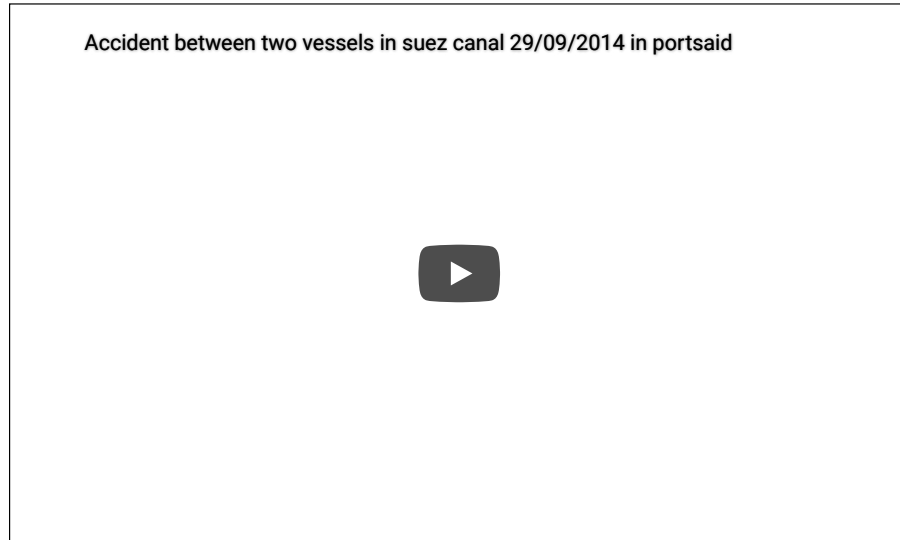 Accident between two vessels in suez canal 29/09/2014 in portsaid